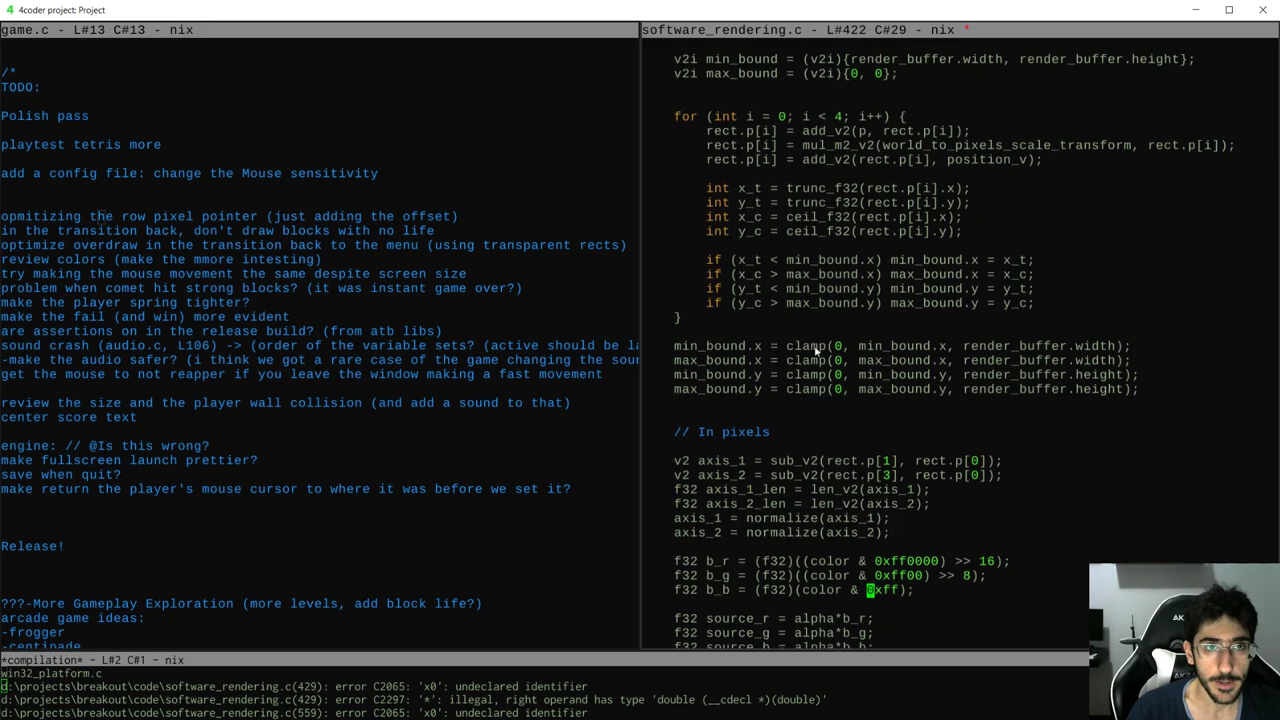 4coder project: Project
game.c - L#13 C#13 - nix
/*
TODO:
Polish pass
playtest tetris more
add a config file: change the Mouse sensitivity
opmitizing the row pixel pointer (just adding the offset)
in the transition back, don't draw blocks with no life
optimize overdraw in the transition back to the menu (using transparent rects)
review colors (make the mmore intesting)
try making the mouse movement the same despite screen size
problem when comet hit strong blocks? (it was instant game over?)
make the player spring tighter?
make the fail (and win) more evident
are assertions on in the release build? (from atb libs)
sound crash (audio.c, L106) -> (order of the variable sets? (active should be la
-make the audio safer? (i think we got a rare case of the game changing the soun
get the mouse to not reapper if you leave the window making a fast movement
review the size and the player wall collision (and add a sound to that)
center score text
engine: // @Is this wrong?
make fullscreen launch prettier?
save when quit?
make return the player's mouse cursor to where it was before we set it?
Release!
???-More Gameplay Exploration (more levels, add block life?)
arcade game ideas:
-frogger
-centipade
software_rendering.c - L#422 C#29 - nix *
v2i min_bound = (v2i){render_buffer.width, render_buffer.height};
v2i max_bound = (v2i){0, 0};
for (int i = 0; i < 4; i++) {
rect.p[i] = add_v2(p, rect.p[i]);
rect.p[i] = mul_m2_v2(world_to_pixels_scale_transform, rect.p[i]);
rect.p[i] = add_v2(rect.p[i], position_v);
int x_t = trunc_f32(rect.p[i].x);
int y_t = trunc_f32(rect.p[i].y);
int x_c = ceil_f32(rect.p[i].x);
int y_c = ceil_f32(rect.p[i].y);
if (x_t < min_bound.x) min_bound.x = x_t;
if (x_c > max_bound.x) max_bound.x = x_c;
if (y_t < min_bound.y) min_bound.y = y_t;
if (y_c > max_bound.y) max_bound.y = y_c;
}
min_bound.x = clamp(0, min_bound.x, render_buffer.width);
max_bound.x = clamp(0, max_bound.x, render_buffer.width);
min_bound.y = clamp(0, min_bound.y, render_buffer.height);
max_bound.y = clamp(0, max_bound.y, render_buffer.height);
// In pixels
v2 axis_1 = sub_v2(rect.p[1], rect.p[0]);
v2 axis_2 = sub_v2(rect.p[3], rect.p[0]);
f32 axis_1_len = len_v2(axis_1);
f32 axis_2_len = len_v2(axis_2);
axis_1 = normalize(axis_1);
axis_2 = normalize(axis_2);
f32 b_r = (f32)((color & 0xff0000) >> 16);
f32 b_g = (f32)((color & 0xff00) >> 8);
f32 b_b = (f32)(color & 0xff);
f32 source_r = alpha*b_r;
f32 source_g = alpha*b_g;
f32 source_b = alpha*b_b;
*compilation* - L#2 C#1 - nix
win32_platform.c
d:\projects\breakout\code\software_rendering.c(429): error C2065: 'x0': undeclared identifier
d:\projects\breakout\code\software_rendering.c(429): error C2297: '*': illegal, right operand has type 'double (__cdecl *)(double)'
d:\projects\breakout\code\software_rendering.c(559): error C2065: 'x0': undeclared identifier